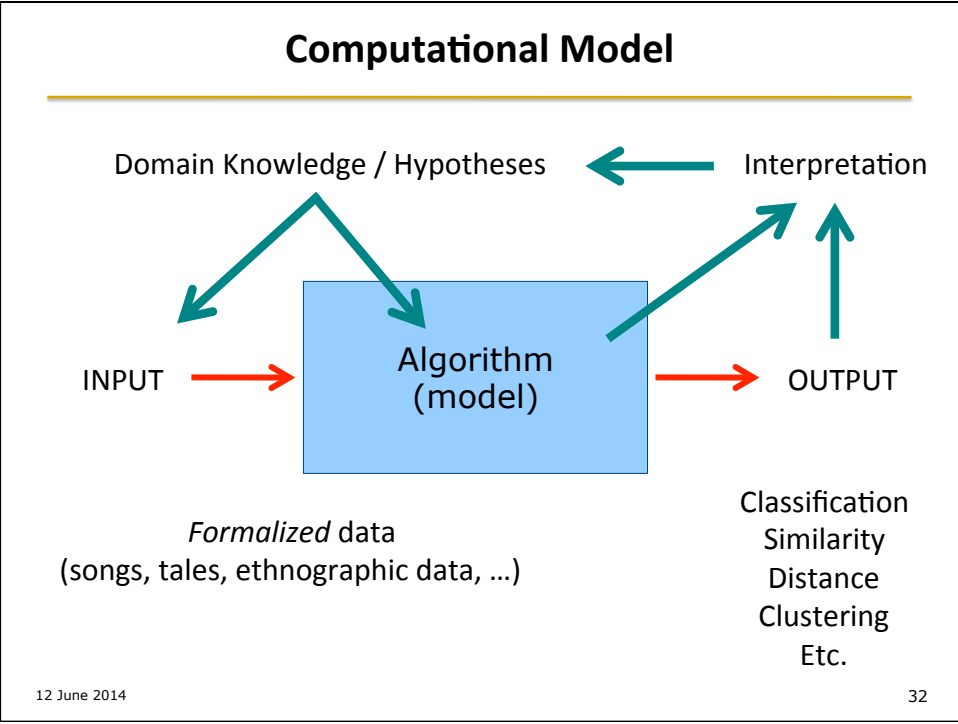 Computational Model
Domain Knowledge / Hypotheses
Interpretation
INPUT
Algorithm
(model)
OUTPUT
Formalized data
(songs, tales, ethnographic data, ...)
Classification
Similarity
Distance
Clustering
Etc.
12 June 2014
32